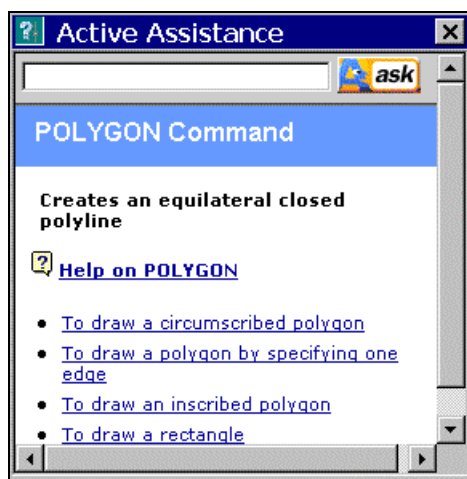 Active Assistance
ask
POLYGON Command
Creates an equilateral closed
polyline
Help on POLYGON
To draw a circumscribed polygon
To draw a polygon by specifying one
edge
To draw an inscribed polygon
To draw a rectangle